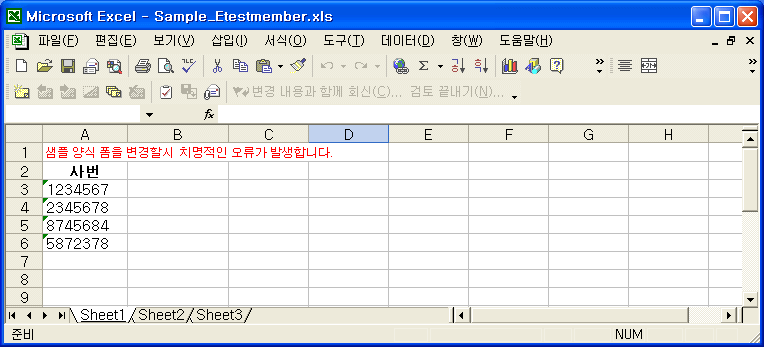 Microsoft Excel - Sample_Etestmember.xls
파일(F) 편집(E) 보기(V) 삽입(I) 서식(O) 도구(T) 데이터(D) 창(W) 도움말(H)
변경 내용과 함께 회신(C)... 검토 끝내기(N)...
fx
A B C D E F G H
1 샘플 양식 폼을 변경할시 치명적인 오류가 발생합니다.
2 사번
3 1234567
4 2345678
5 8745684
6 5872378
7
8
9
Sheet1 Sheet2 Sheet3
준비 NUM